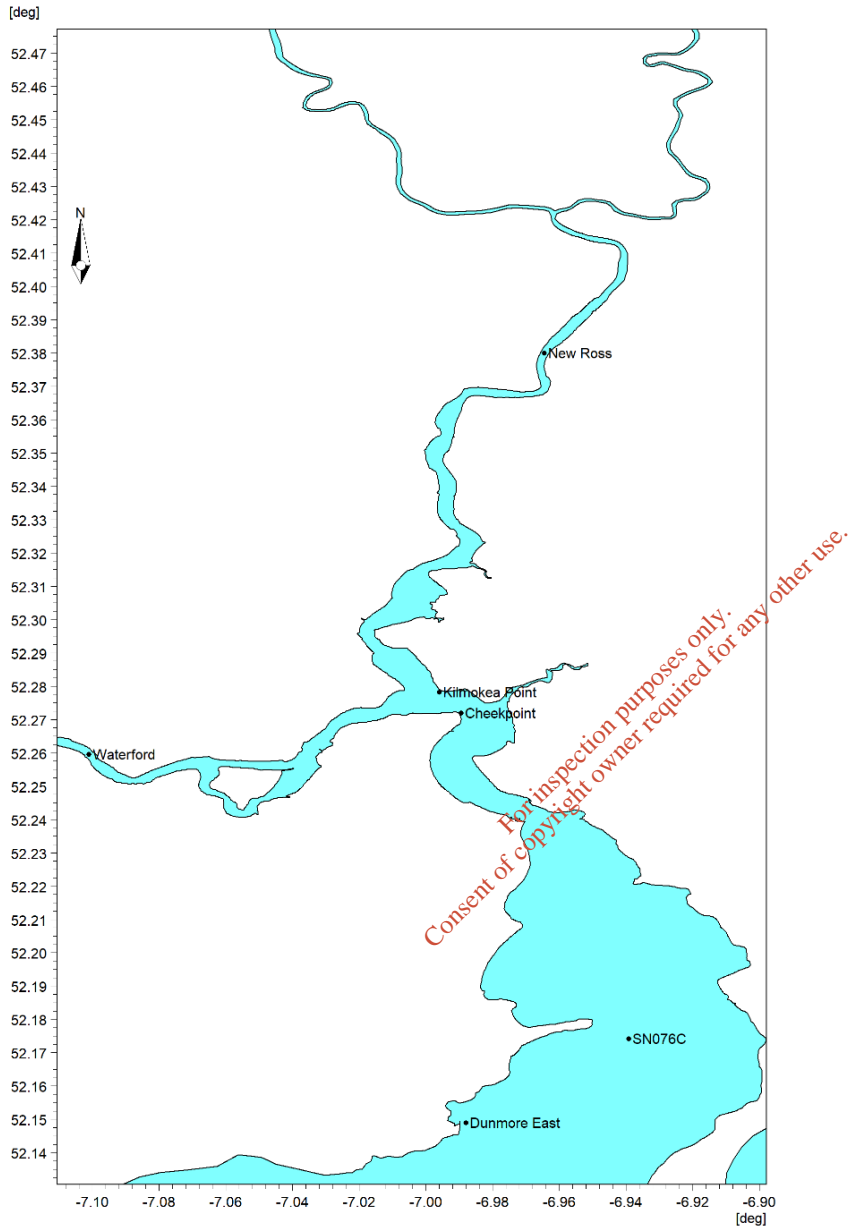 [deg]
52.47
52.46
52.45
52.44
52.43
N
52.42
52.41
52.40
52.39
52.38
New Ross
52.37
52.36
52.35
52.34
52.33
52.32
52.31
52.30
52.29
52.28
Kilmokea Point
Cheekpoint
52.27
52.26
Waterford
52.25
52.24
52.23
52.22
52.21
52.20
52.19
52.18
52.17
SN076C
52.16
52.15
Dunmore East
52.14
-7.10 -7.08 -7.06 -7.04 -7.02 -7.00 -6.98 -6.96 -6.94 -6.92 -6.90
[deg]
For inspection purposes only.
Consent of copyright owner required for any other use.